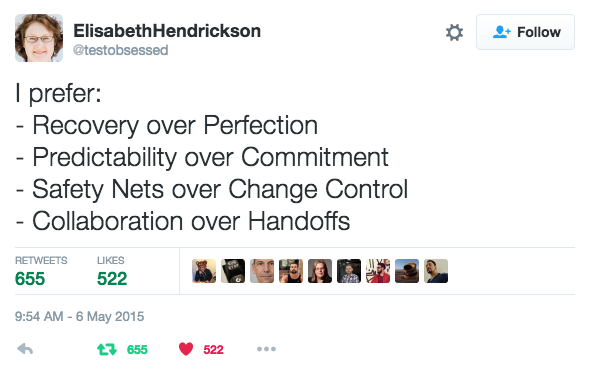 ElisabethHendrickson
@testobsessed
Follow
I prefer:
- Recovery over Perfection
- Predictability over Commitment
- Safety Nets over Change Control
- Collaboration over Handoffs
RETWEETS LIKES
655 522
9:54 AM - 6 May 2015
655 522